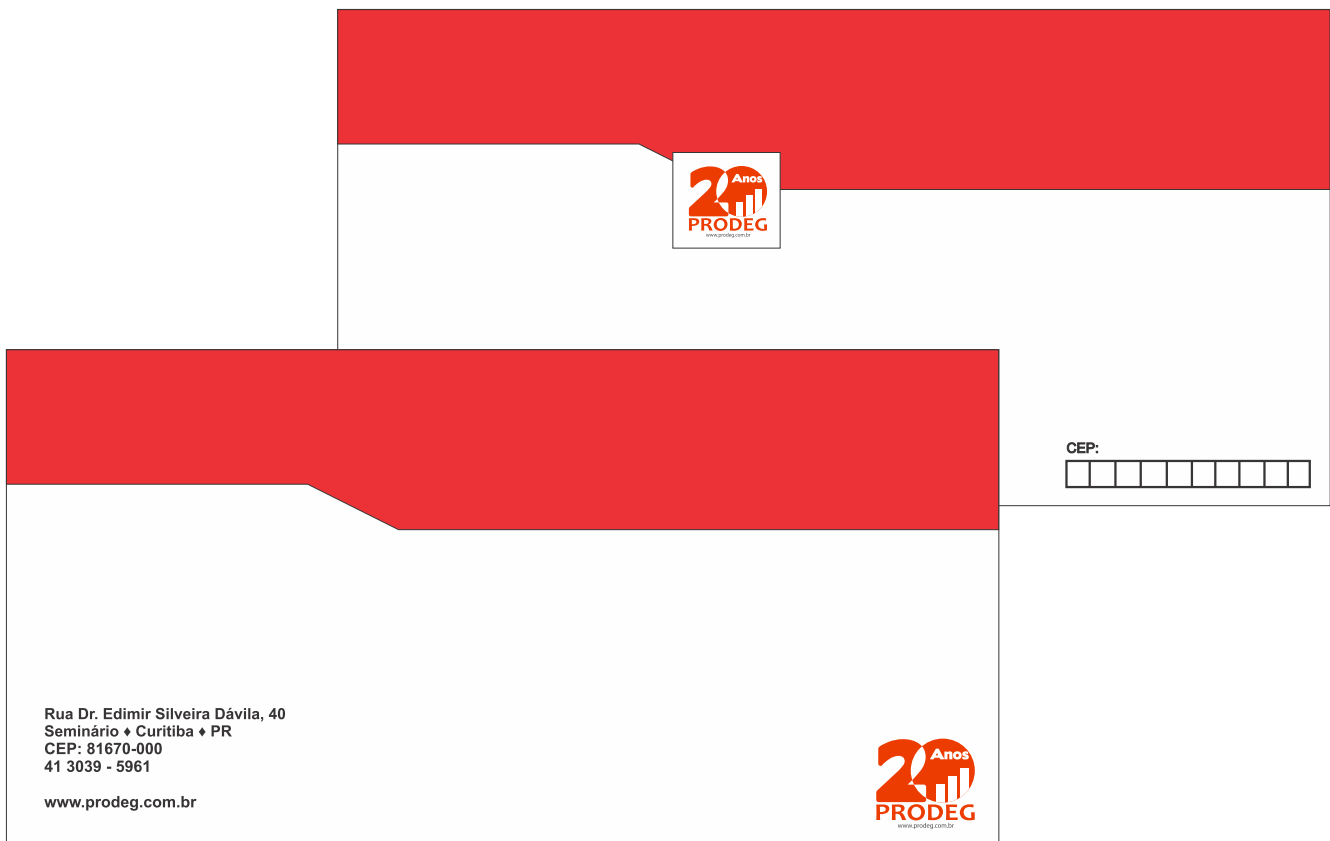 20 Anos
PRODEG
www.prodeg.com.br
CEP:
Rua Dr. Edimir Silveira Dávila, 40
Seminário ♦ Curitiba ♦ PR
CEP: 81670-000
41 3039 - 5961
www.prodeg.com.br
20 Anos
PRODEG
www.prodeg.com.br